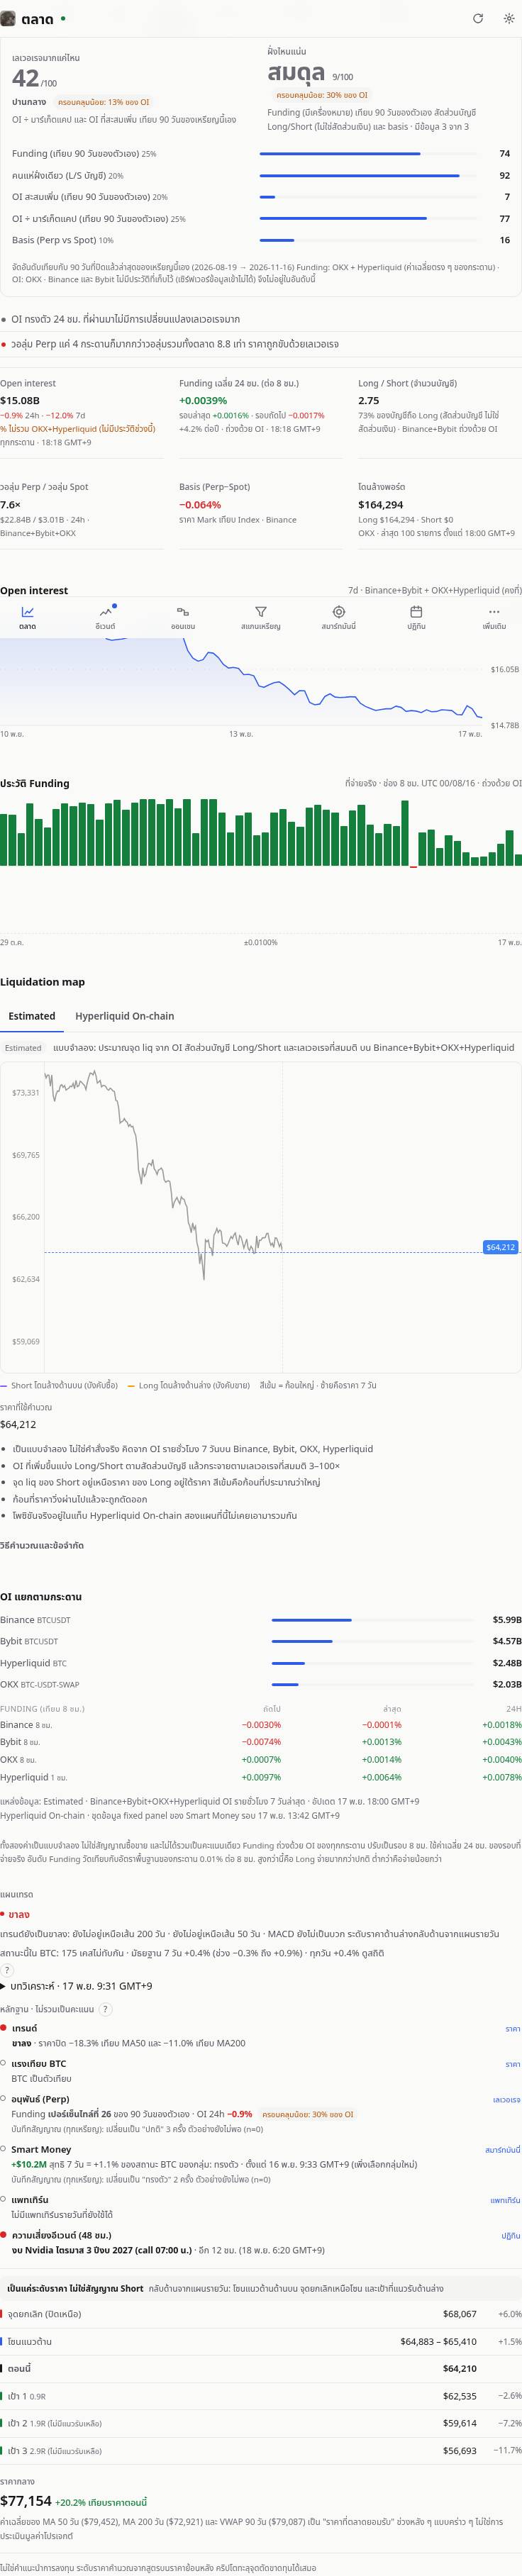 ตลาด
เลเวอเรจมากแค่ไหน
42/100
ปานกลาง ครอบคลุมน้อย: 13% ของ OI
OI ÷ มาร์เก็ตแคป และ OI ที่สะสมเพิ่ม เทียบ 90 วันของเหรียญนี้เอง
ฝั่งไหนแน่น
สมดุล 9/100
ครอบคลุมน้อย: 30% ของ OI
Funding (มีเครื่องหมาย) เทียบ 90 วันของตัวเอง สัดส่วนบัญชี
Long/Short (ไม่ใช่สัดส่วนเงิน) และ basis · มีข้อมูล 3 จาก 3
Funding (เทียบ 90 วันของตัวเอง) 25% 74
คนแห่ฝั่งเดียว (L/S บัญชี) 20% 92
OI สะสมเพิ่ม (เทียบ 90 วันของตัวเอง) 20% 7
OI ÷ มาร์เก็ตแคป (เทียบ 90 วันของตัวเอง) 25% 77
Basis (Perp vs Spot) 10% 16
จัดอันดับเทียบกับ 90 วันที่ปิดแล้วล่าสุดของเหรียญนี้เอง (2026-08-19 → 2026-11-16) Funding: OKX + Hyperliquid (ค่าเฉลี่ยตรง ๆ ของกระดาน) ·
OI: OKX · Binance และ Bybit ไม่มีประวัติที่เก็บไว้ (เซิร์ฟเวอร์ข้อมูลเข้าไม่ได้) จึงไม่อยู่ในอันดับนี้
OI ทรงตัว 24 ชม. ที่ผ่านมาไม่มีการเปลี่ยนแปลงเลเวอเรจมาก
วอลุ่ม Perp แค่ 4 กระดานก็มากกว่าวอลุ่มรวมทั้งตลาด 8.8 เท่า ราคาถูกขับด้วยเลเวอเรจ
Open interest
$15.08B
−0.9% 24h · −12.0% 7d
% ไม่รวม OKX+Hyperliquid (ไม่มีประวัติช่วงนี้)
ทุกกระดาน · 18:18 GMT+9
Funding เฉลี่ย 24 ชม. (ต่อ 8 ชม.)
+0.0039%
รอบล่าสุด +0.0016% · รอบถัดไป −0.0017%
+4.2% ต่อปี · ถ่วงด้วย OI · 18:18 GMT+9
Long / Short (จำนวนบัญชี)
2.75
73% ของบัญชีถือ Long (สัดส่วนบัญชี ไม่ใช่
สัดส่วนเงิน) · Binance+Bybit ถ่วงด้วย OI
วอลุ่ม Perp / วอลุ่ม Spot
7.6×
$22.84B / $3.01B · 24h ·
Binance+Bybit+OKX
Basis (Perp−Spot)
−0.064%
ราคา Mark เทียบ Index · Binance
โดนล้างพอร์ต
$164,294
Long $164,294 · Short $0
OKX · ล่าสุด 100 รายการ ตั้งแต่ 18:00 GMT+9
Open interest 7d · Binance+Bybit + OKX+Hyperliquid (คงที่)
ตลาด อีเวนต์ ออนเชน สแกนเหรียญ สมาร์ทมันนี่ ปฏิทิน เพิ่มเติม
$16.05B
$14.78B
10 พ.ย. 13 พ.ย. 17 พ.ย.
ประวัติ Funding ที่จ่ายจริง · ช่อง 8 ชม. UTC 00/08/16 · ถ่วงด้วย OI
29 ต.ค. ±0.0100% 17 พ.ย.
Liquidation map
Estimated Hyperliquid On-chain
Estimated แบบจำลอง: ประมาณจุด liq จาก OI สัดส่วนบัญชี Long/Short และเลเวอเรจที่สมมติ บน Binance+Bybit+OKX+Hyperliquid
$73,331
$69,765
$66,200
$64,212
$62,634
$59,069
Short โดนล้างด้านบน (บังคับซื้อ) Long โดนล้างด้านล่าง (บังคับขาย) สีเข้ม = ก้อนใหญ่ · ซ้ายคือราคา 7 วัน
ราคาที่ใช้คำนวณ
$64,212
เป็นแบบจำลอง ไม่ใช่คำสั่งจริง คิดจาก OI รายชั่วโมง 7 วันบน Binance, Bybit, OKX, Hyperliquid
OI ที่เพิ่มขึ้นแบ่ง Long/Short ตามสัดส่วนบัญชี แล้วกระจายตามเลเวอเรจที่สมมติ 3–100×
จุด liq ของ Short อยู่เหนือราคา ของ Long อยู่ใต้ราคา สีเข้มคือก้อนที่ประมาณว่าใหญ่
ก้อนที่ราคาวิ่งผ่านไปแล้วจะถูกตัดออก
โพซิชันจริงอยู่ในแท็บ Hyperliquid On-chain สองแผนที่นี้ไม่เคยเอามารวมกัน
วิธีคำนวณและข้อจำกัด
OI แยกตามกระดาน
Binance BTCUSDT $5.99B
Bybit BTCUSDT $4.57B
Hyperliquid BTC $2.48B
OKX BTC-USDT-SWAP $2.03B
FUNDING (เทียบ 8 ชม.) ถัดไป ล่าสุด 24H
Binance 8 ชม. −0.0030% −0.0001% +0.0018%
Bybit 8 ชม. −0.0074% +0.0013% +0.0043%
OKX 8 ชม. +0.0007% +0.0014% +0.0040%
Hyperliquid 1 ชม. +0.0097% +0.0064% +0.0078%
แหล่งข้อมูล: Estimated · Binance+Bybit+OKX+Hyperliquid OI รายชั่วโมง 7 วันล่าสุด · อัปเดต 17 พ.ย. 18:00 GMT+9
Hyperliquid On-chain · ชุดข้อมูล fixed panel ของ Smart Money รอบ 17 พ.ย. 13:42 GMT+9
ทั้งสองค่าเป็นแบบจำลอง ไม่ใช่สัญญาณซื้อขาย และไม่ได้รวมเป็นคะแนนเดียว Funding ถ่วงด้วย OI ของทุกกระดาน ปรับเป็นรอบ 8 ชม. ใช้ค่าเฉลี่ย 24 ชม. ของรอบที่
จ่ายจริง อันดับ Funding วัดเทียบกับอัตราพื้นฐานของกระดาน 0.01% ต่อ 8 ชม. สูงกว่านี้คือ Long จ่ายมากกว่าปกติ ต่ำกว่าคือจ่ายน้อยกว่า
แผนเทรด
ขาลง
เทรนด์ยังเป็นขาลง: ยังไม่อยู่เหนือเส้น 200 วัน · ยังไม่อยู่เหนือเส้น 50 วัน · MACD ยังไม่เป็นบวก ระดับราคาด้านล่างกลับด้านจากแผนรายวัน
สถานะนี้ใน BTC: 175 เคสไม่ทับกัน · มัธยฐาน 7 วัน +0.4% (ช่วง −0.3% ถึง +0.9%) · ทุกวัน +0.4% ดูสถิติ
?
▶ บทวิเคราะห์ · 17 พ.ย. 9:31 GMT+9
หลักฐาน · ไม่รวมเป็นคะแนน ?
เทรนด์ ราคา
ขาลง · ราคาปิด −18.3% เทียบ MA50 และ −11.0% เทียบ MA200
แรงเทียบ BTC ราคา
BTC เป็นตัวเทียบ
อนุพันธ์ (Perp) เลเวอเรจ
Funding เปอร์เซ็นไทล์ที่ 26 ของ 90 วันของตัวเอง · OI 24h −0.9% ครอบคลุมน้อย: 30% ของ OI
บันทึกสัญญาณ (ทุกเหรียญ): เปลี่ยนเป็น "ปกติ" 3 ครั้ง ตัวอย่างยังไม่พอ (n=0)
Smart Money สมาร์ทมันนี่
+$10.2M สุทธิ 7 วัน = +1.1% ของสถานะ BTC ของกลุ่ม: ทรงตัว · ตั้งแต่ 16 พ.ย. 9:33 GMT+9 (เพิ่งเลือกกลุ่มใหม่)
บันทึกสัญญาณ (ทุกเหรียญ): เปลี่ยนเป็น "ทรงตัว" 2 ครั้ง ตัวอย่างยังไม่พอ (n=0)
แพทเทิร์น แพทเทิร์น
ไม่มีแพทเทิร์นรายวันที่ยังใช้ได้
ความเสี่ยงอีเวนต์ (48 ชม.) ปฏิทิน
งบ Nvidia ไตรมาส 3 ปีงบ 2027 (call 07:00 น.) · อีก 12 ชม. (18 พ.ย. 6:20 GMT+9)
เป็นแค่ระดับราคา ไม่ใช่สัญญาณ Short กลับด้านจากแผนรายวัน: โซนแนวต้านด้านบน จุดยกเลิกเหนือโซน และเป้าที่แนวรับด้านล่าง
จุดยกเลิก (ปิดเหนือ) $68,067 +6.0%
โซนแนวต้าน $64,883 – $65,410 +1.5%
ตอนนี้ $64,210
เป้า 1 0.9R $62,535 −2.6%
เป้า 2 1.9R (ไม่มีแนวรับเหลือ) $59,614 −7.2%
เป้า 3 2.9R (ไม่มีแนวรับเหลือ) $56,693 −11.7%
ราคากลาง
$77,154 +20.2% เทียบราคาตอนนี้
ค่าเฉลี่ยของ MA 50 วัน ($79,452), MA 200 วัน ($72,921) และ VWAP 90 วัน ($79,087) เป็น "ราคาที่ตลาดยอมรับ" ช่วงหลัง ๆ แบบคร่าว ๆ ไม่ใช่การ
ประเมินมูลค่าโปรเจกต์
ไม่ใช่คำแนะนำการลงทุน ระดับราคาคำนวณจากสูตรบนราคาย้อนหลัง คริปโตทะลุจุดตัดขาดทุนได้เสมอ